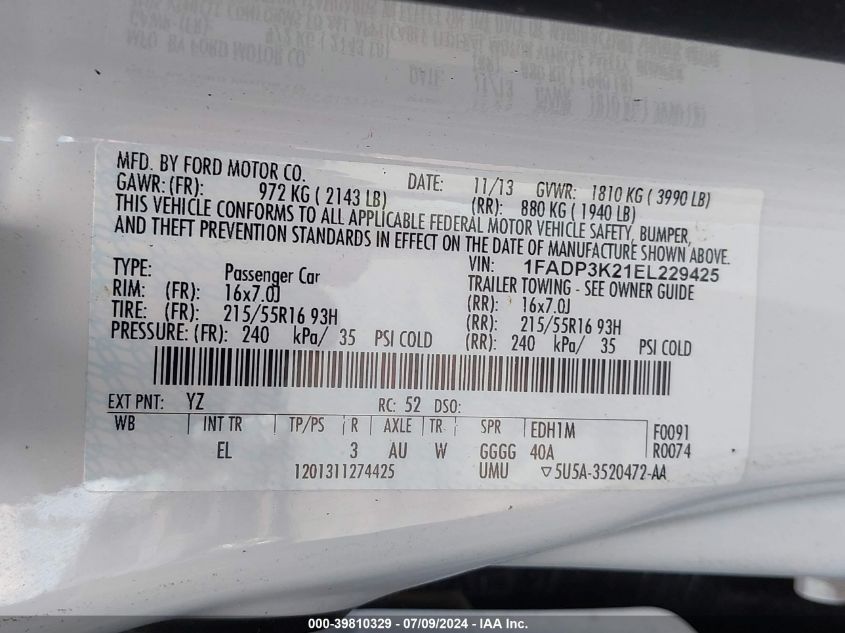 MFD. BY FORD MOTOR CO. DATE: 11/13 GVWR: 1810 KG ( 3990 LB)
GAWR: (FR): 972 KG ( 2143 LB) (RR): 880 KG ( 1940 LB)
THIS VEHICLE CONFORMS TO ALL APPLICABLE FEDERAL MOTOR VEHICLE SAFETY, BUMPER,
AND THEFT PREVENTION STANDARDS IN EFFECT ON THE DATE OF MANUFACTURE SHOWN ABOVE.
VIN: 1FADP3K21EL229425
TYPE: Passenger Car TRAILER TOWING - SEE OWNER GUIDE
RIM: (FR): 16x7.0J (RR): 16x7.0J
TIRE: (FR): 215/55R16 93H (RR): 215/55R16 93H
PRESSURE: (FR): 240 kPa/ 35 PSI COLD (RR): 240 kPa/ 35 PSI COLD
EXT PNT: YZ RC: 52 DSO:
WB INT TR TP/PS R AXLE TR SPR EDH1M F0091
EL 3 AU W GGGG 40A R0074
1201311274425 UMU ▽5U5A-3520472-AA
000-39810329 / 07/09/2024 / IAA Inc.